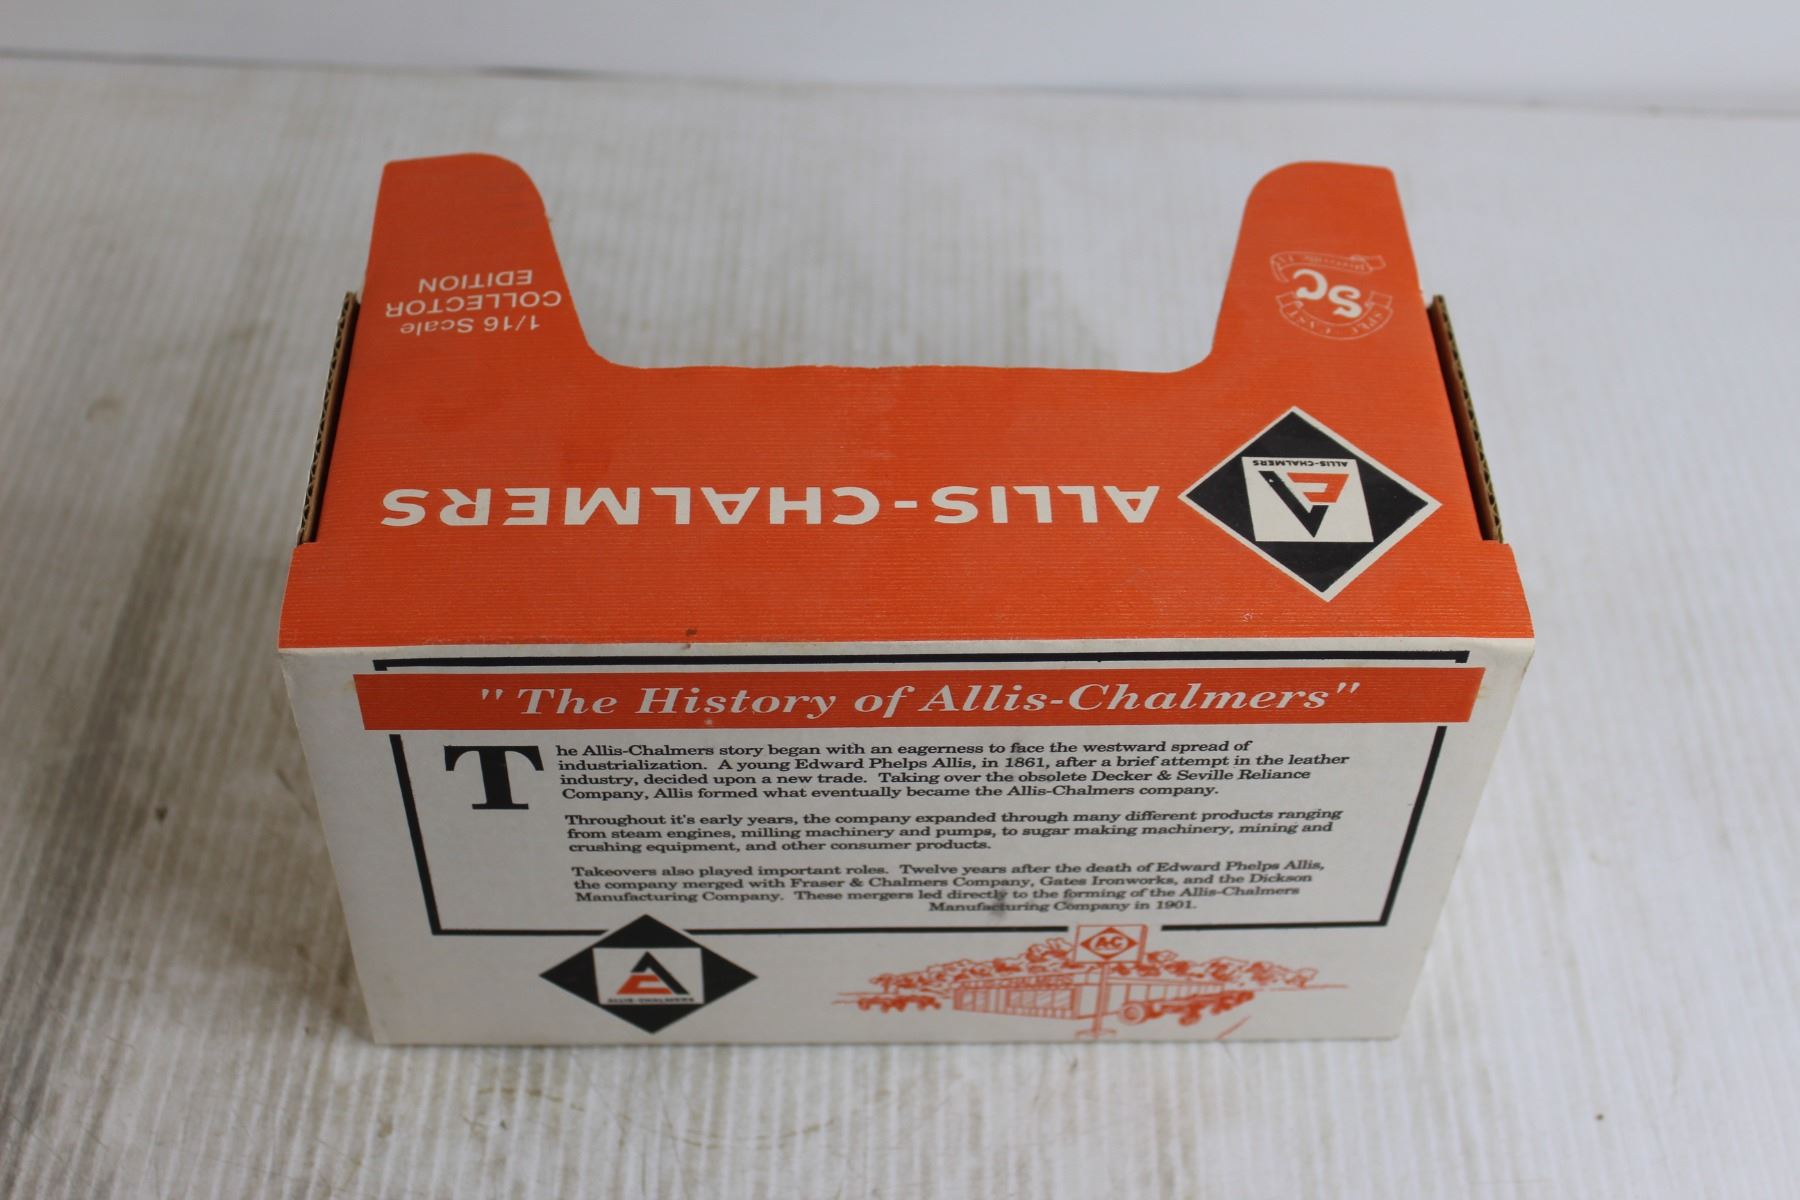 1/16 Scale
COLLECTOR
EDITION
SPEC-CAST
SC
ALLIS-CHALMERS
ALLIS-CHALMERS
"The History of Allis-Chalmers"
The Allis-Chalmers story began with an eagerness to face the westward spread of
industrialization. A young Edward Phelps Allis, in 1861, after a brief attempt in the leather
industry, decided upon a new trade. Taking over the obsolete Decker & Seville Reliance
Company, Allis formed what eventually became the Allis-Chalmers company.
Throughout it's early years, the company expanded through many different products ranging
from steam engines, milling machinery and pumps, to sugar making machinery, mining and
crushing equipment, and other consumer products.
Takeovers also played important roles. Twelve years after the death of Edward Phelps Allis,
the company merged with Fraser & Chalmers Company, Gates Ironworks, and the Dickson
Manufacturing Company. These mergers led directly to the forming of the Allis-Chalmers
Manufacturing Company in 1901.
ALLIS-CHALMERS
A-C